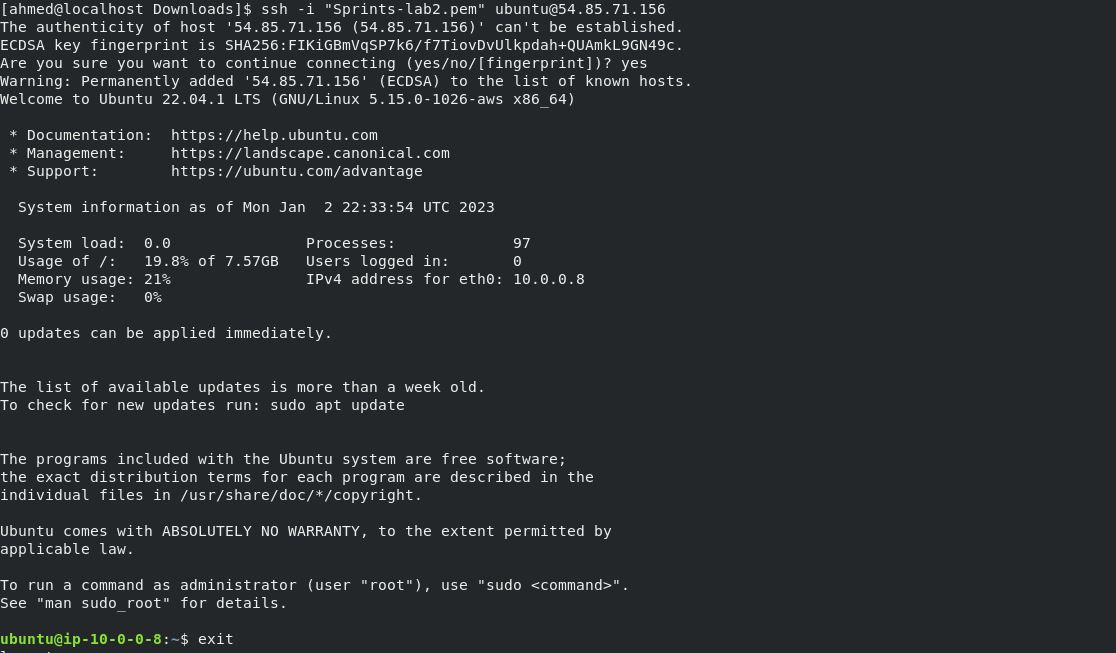 [ahmed@localhost Downloads]$ ssh -i "Sprints-lab2.pem" ubuntu@54.85.71.156
The authenticity of host '54.85.71.156 (54.85.71.156)' can't be established.
ECDSA key fingerprint is SHA256:FIKiGBmVqSP7k6/f7TiovDvUlkpdah+QUAmkL9GN49c.
Are you sure you want to continue connecting (yes/no/[fingerprint])? yes
Warning: Permanently added '54.85.71.156' (ECDSA) to the list of known hosts.
Welcome to Ubuntu 22.04.1 LTS (GNU/Linux 5.15.0-1026-aws x86_64)

 * Documentation:  https://help.ubuntu.com
 * Management:     https://landscape.canonical.com
 * Support:        https://ubuntu.com/advantage

  System information as of Mon Jan  2 22:33:54 UTC 2023

  System load:  0.0               Processes:             97
  Usage of /:   19.8% of 7.57GB   Users logged in:       0
  Memory usage: 21%               IPv4 address for eth0: 10.0.0.8
  Swap usage:   0%

0 updates can be applied immediately.

The list of available updates is more than a week old.
To check for new updates run: sudo apt update

The programs included with the Ubuntu system are free software;
the exact distribution terms for each program are described in the
individual files in /usr/share/doc/*/copyright.

Ubuntu comes with ABSOLUTELY NO WARRANTY, to the extent permitted by
applicable law.

To run a command as administrator (user "root"), use "sudo <command>".
See "man sudo_root" for details.

ubuntu@ip-10-0-0-8:~$ exit